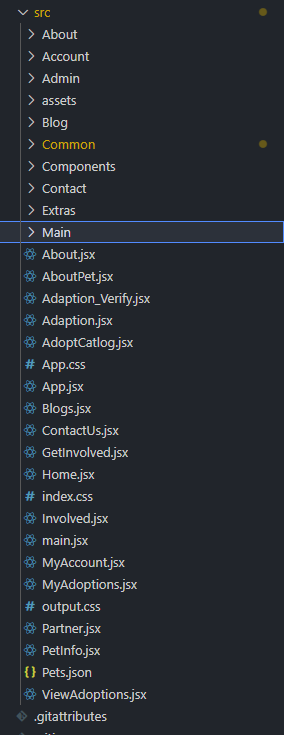 src
About
Account
Admin
assets
Blog
Common
Components
Contact
Extras
Main
About.jsx
AboutPet.jsx
Adaption_Verify.jsx
Adaption.jsx
AdoptCatlog.jsx
# App.css
App.jsx
Blogs.jsx
ContactUs.jsx
GetInvolved.jsx
Home.jsx
# index.css
Involved.jsx
main.jsx
MyAccount.jsx
MyAdoptions.jsx
# output.css
Partner.jsx
PetInfo.jsx
{} Pets.json
ViewAdoptions.jsx
.gitattributes